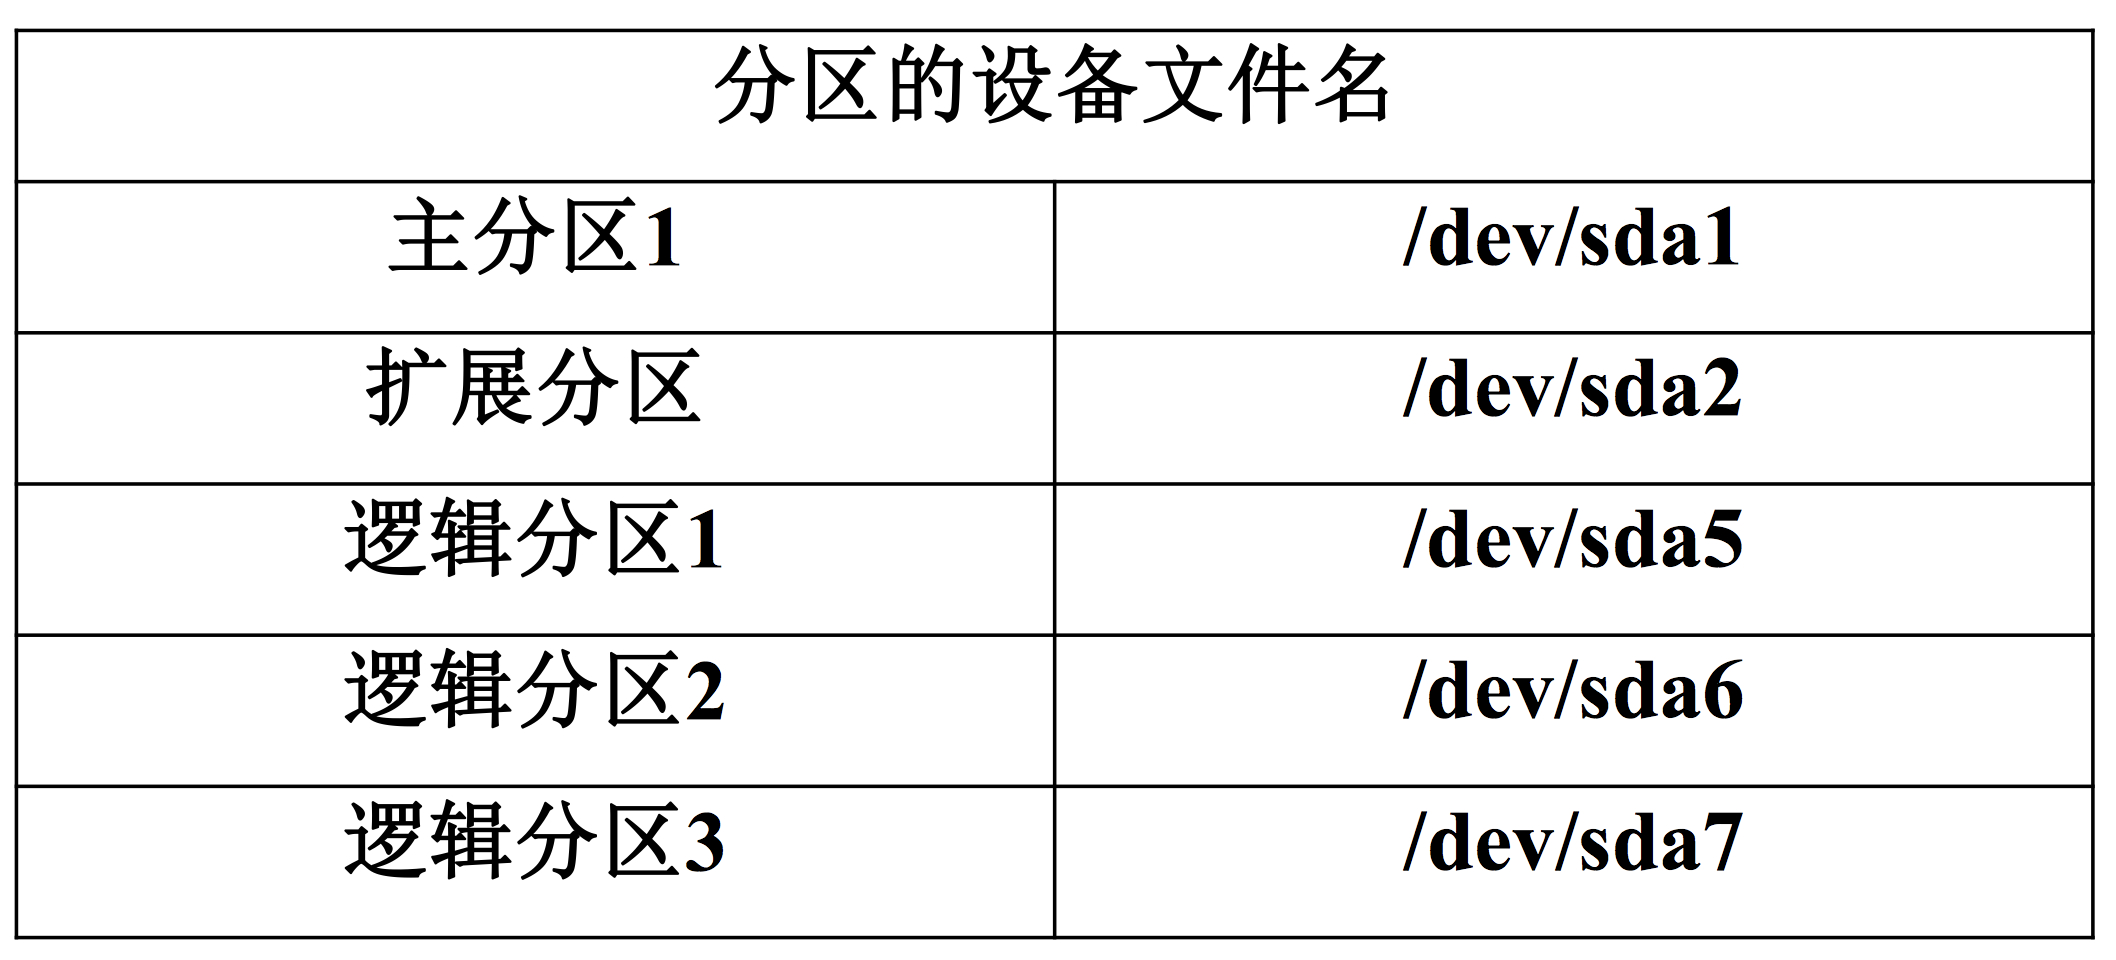 分区的设备文件名
主分区1 /dev/sda1
扩展分区 /dev/sda2
逻辑分区1 /dev/sda5
逻辑分区2 /dev/sda6
逻辑分区3 /dev/sda7